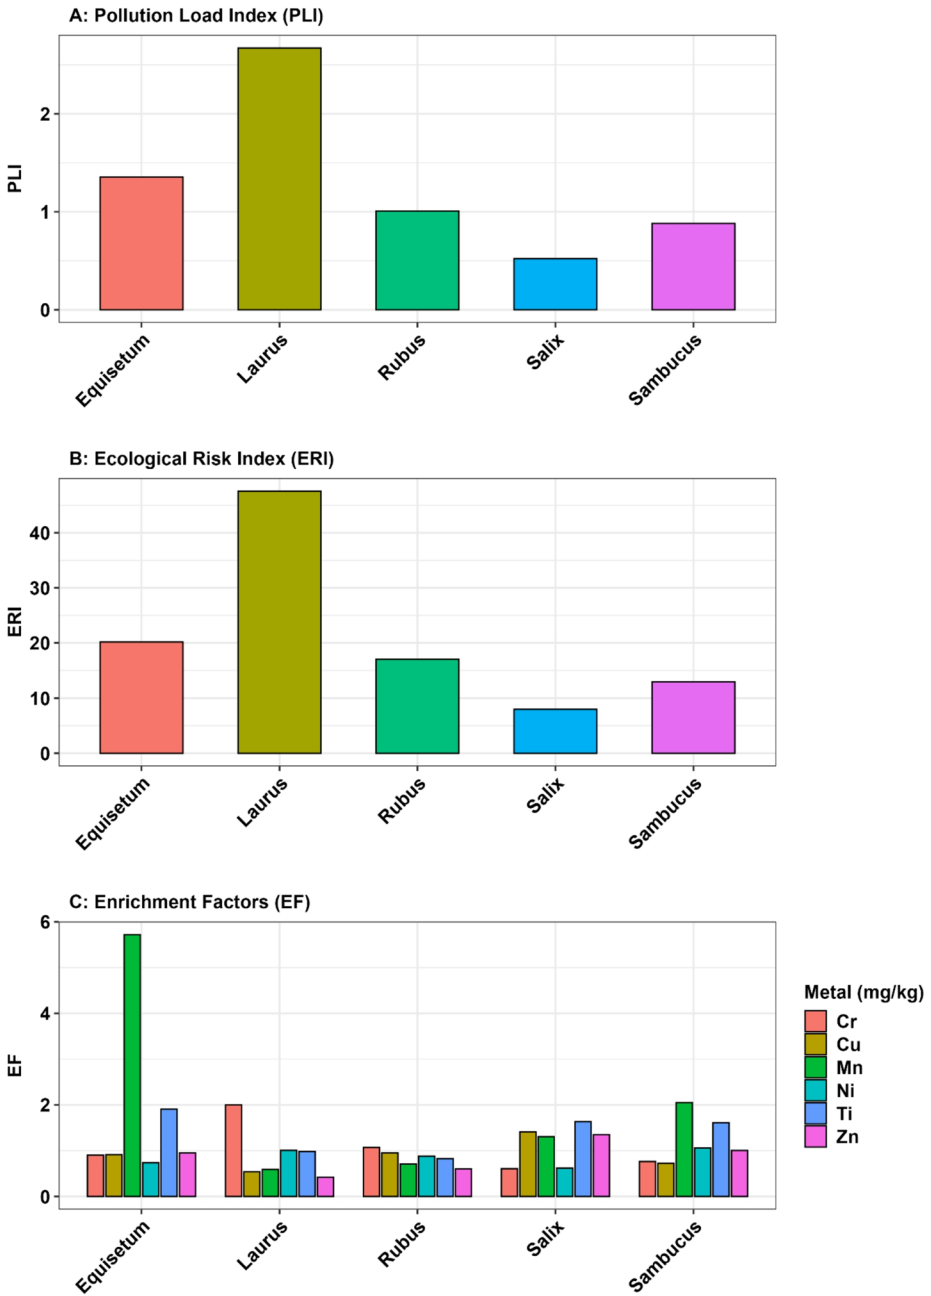 A: Pollution Load Index (PLI)
PLI
2
1
0
Equisetum
Laurus
Rubus
Salix
Sambucus
B: Ecological Risk Index (ERI)
ERI
40
30
20
10
0
Equisetum
Laurus
Rubus
Salix
Sambucus
C: Enrichment Factors (EF)
EF
6
4
2
0
Equisetum
Laurus
Rubus
Salix
Sambucus
Metal (mg/kg)
Cr
Cu
Mn
Ni
Ti
Zn